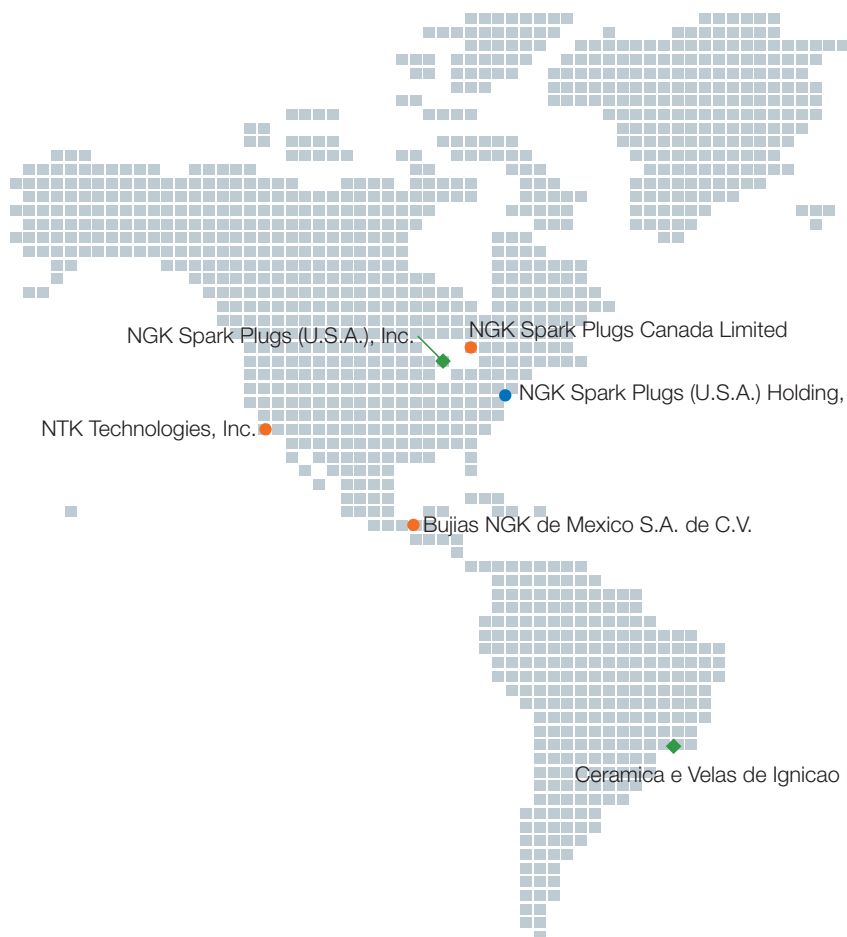 NGK Spark Plugs Canada Limited
NGK Spark Plugs (U.S.A.), Inc.
NGK Spark Plugs (U.S.A.) Holding,
NTK Technologies, Inc.
Bujias NGK de Mexico S.A. de C.V.
Ceramica e Velas de Ignicao